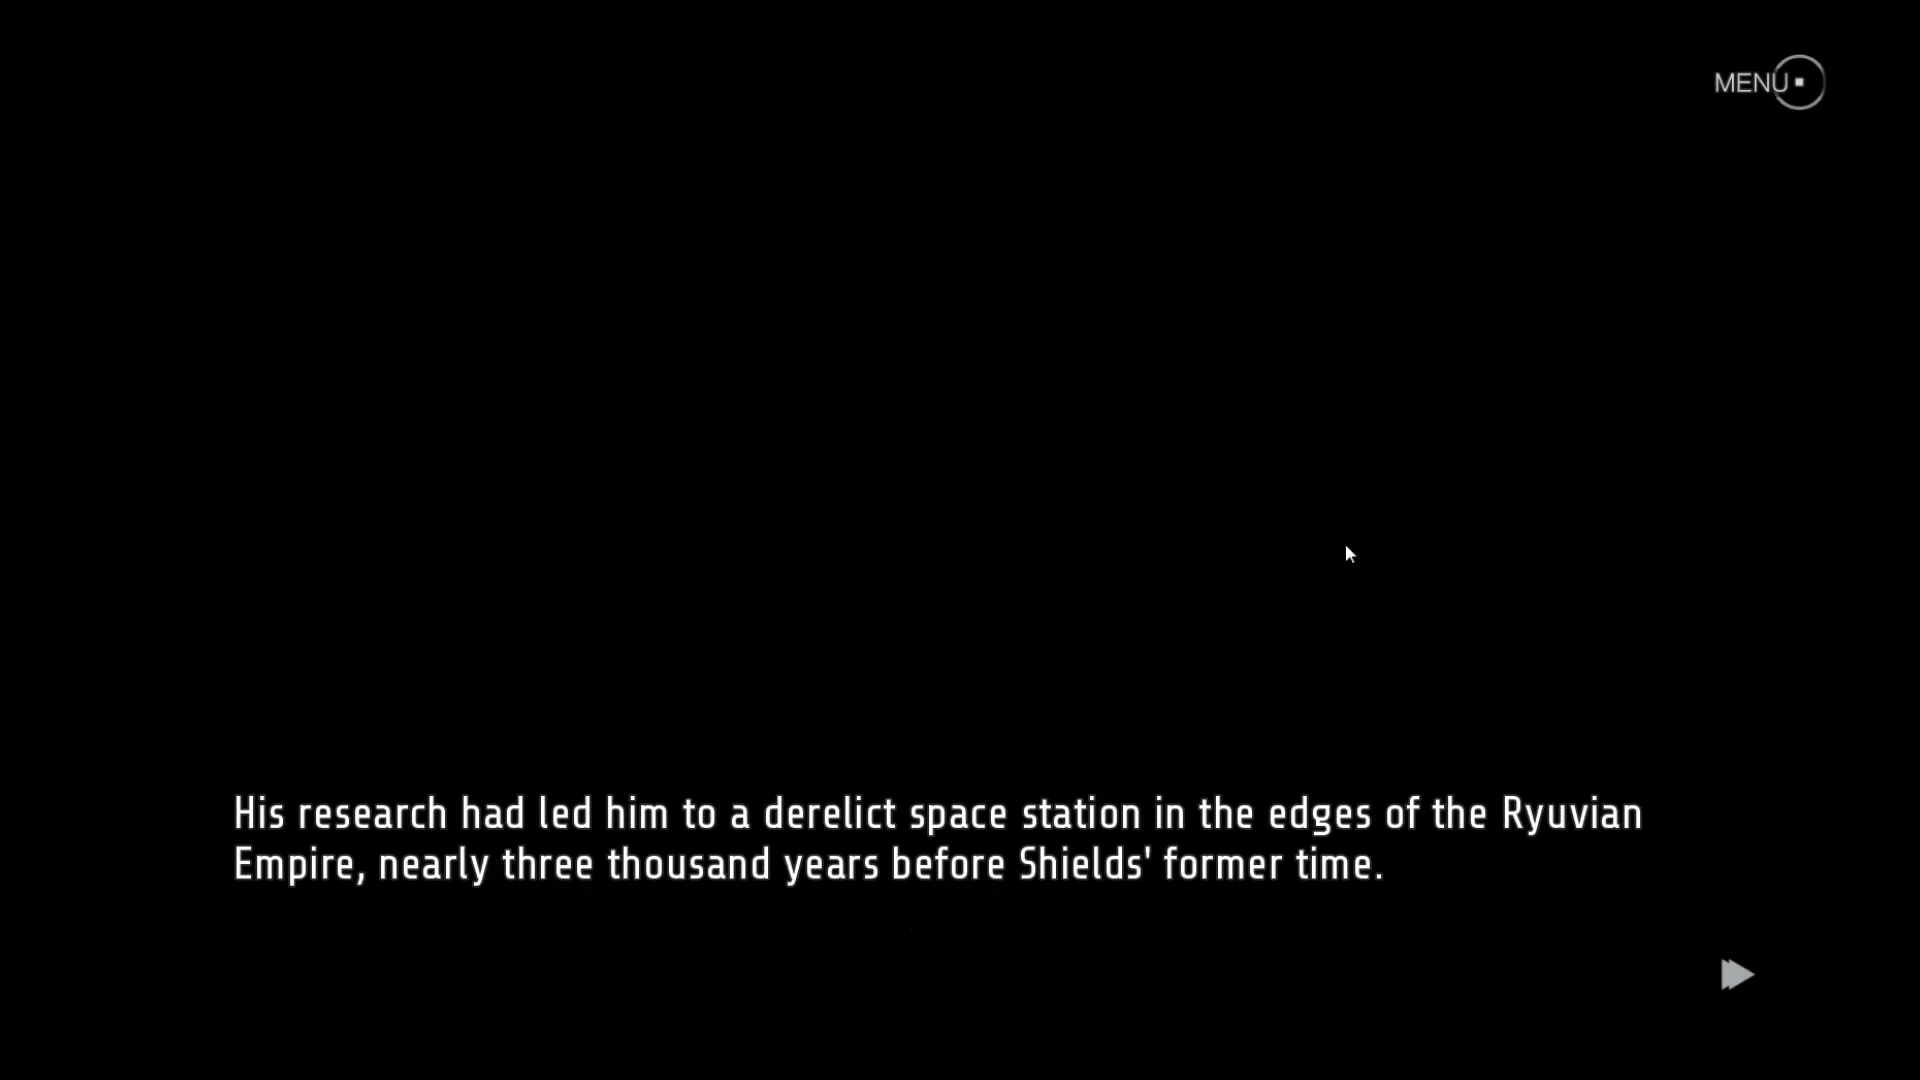 MENU
His research had led him to a derelict space station in the edges of the Ryuvian
Empire, nearly three thousand years before Shields' former time.